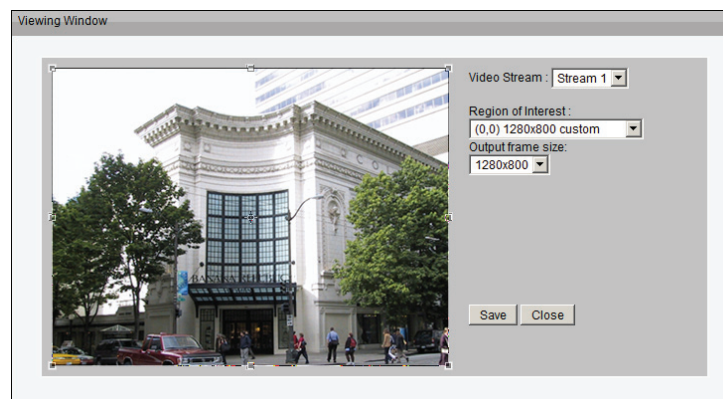 Viewing Window
Video Stream : Stream 1
Region of Interest :
(0,0) 1280x800 custom
Output frame size:
1280x800
Save Close